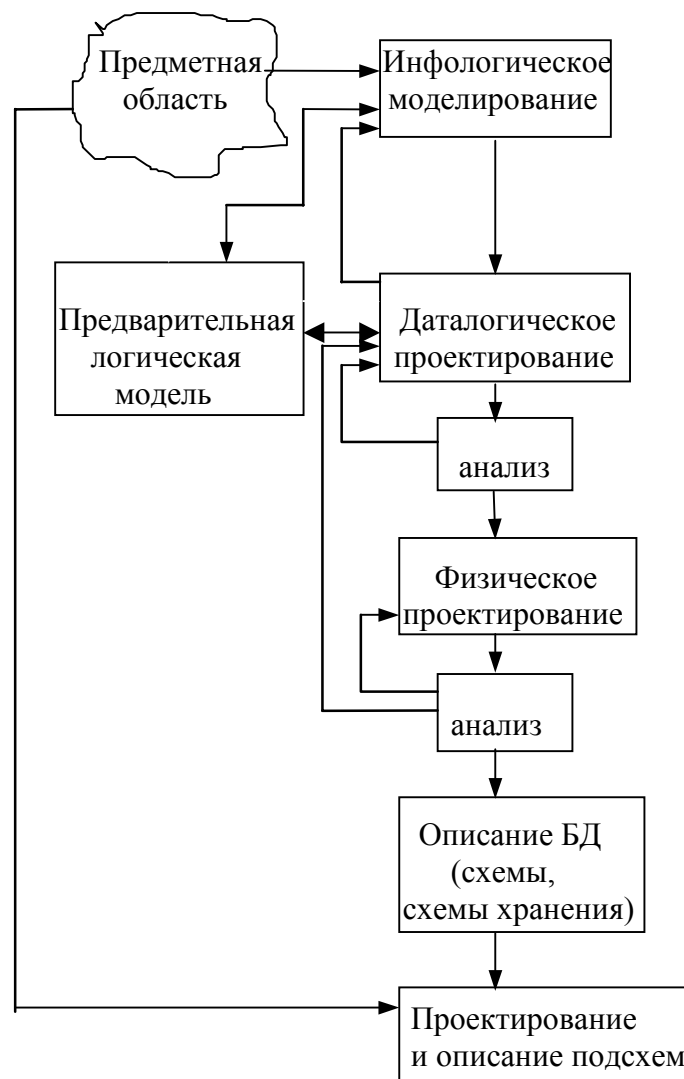 Предметная
область
Инфологическое
моделирование
Предварительная
логическая
модель
Даталогическое
проектирование
анализ
Физическое
проектирование
анализ
Описание БД
(схемы,
схемы хранения)
Проектирование
и описание подсхем